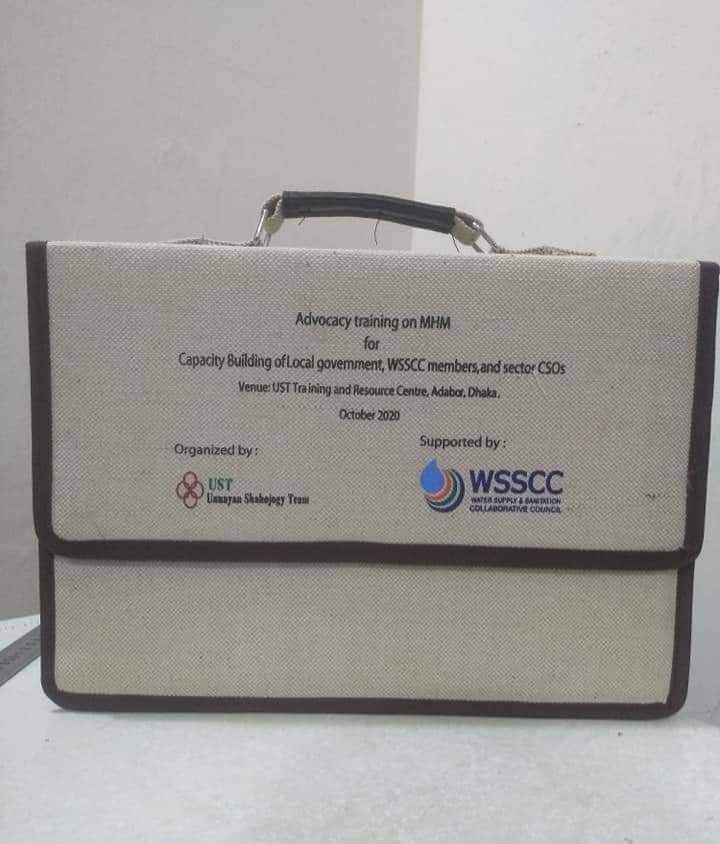 Advocacy training on MHM
for
Capacity Building of Local government, WSSCC members, and sector CSOs
Venue: UST Training and Resource Centre, Adabor, Dhaka.
October 2020
Organized by :
Supported by :
UST
Unnayan Shahojogy Team
WSSCC
WATER SUPPLY & SANITATION
COLLABORATIVE COUNCIL